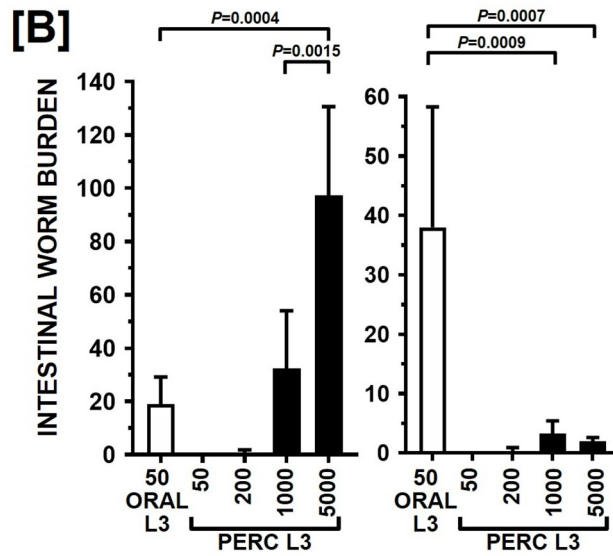 [B]
P=0.0004
P=0.0015
P=0.0007
P=0.0009
INTESTINAL WORM BURDEN
140
120
100
80
60
40
20
0
50 ORAL L3
50
200
1000
5000
PERC L3
60
50
40
30
20
10
0
50 ORAL L3
50
200
1000
5000
PERC L3